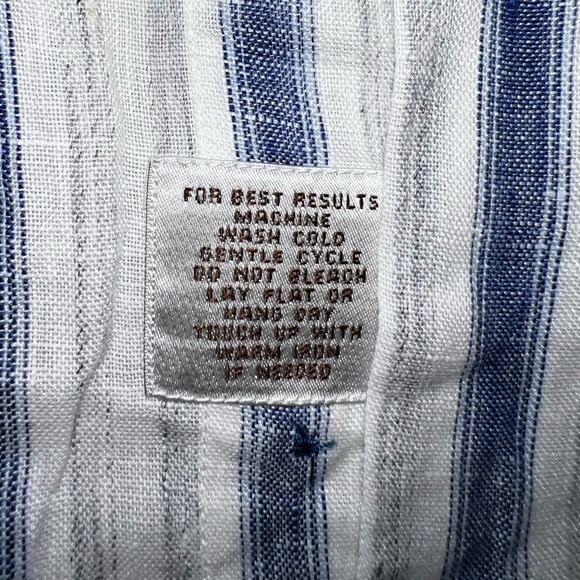 FOR BEST RESULTS
MACHINE
WASH COLD
GENTLE CYCLE
DO NOT BLEACH
LAY FLAT OR
HANG DRY
TOUCH UP WITH
WARM IRON
IF NEEDED